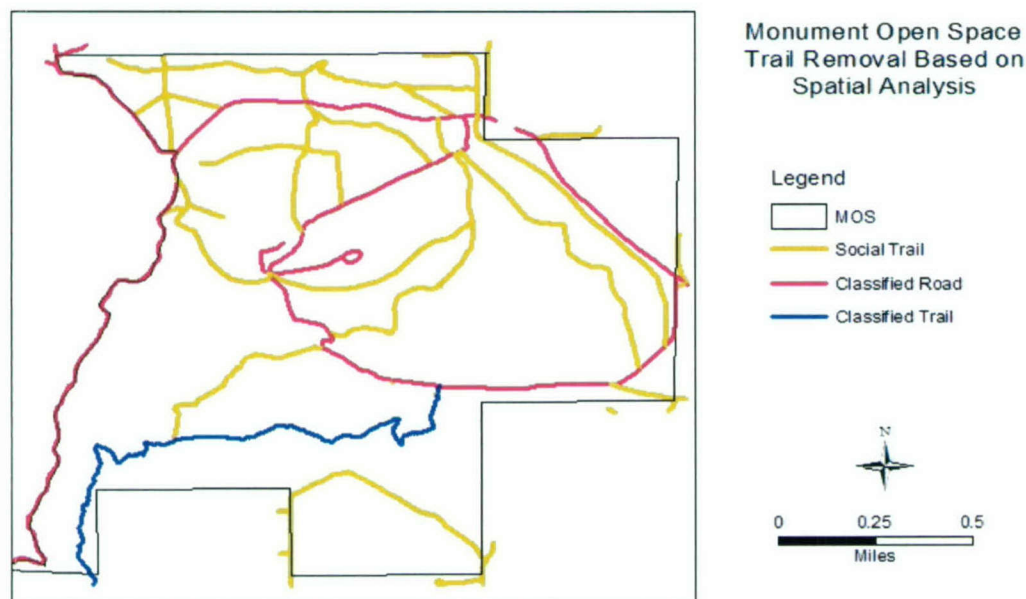 Monument Open Space
Trail Removal Based on
Spatial Analysis
Legend
MOS
Social Trail
Classified Road
Classified Trail
N
0 0.25 0.5
Miles